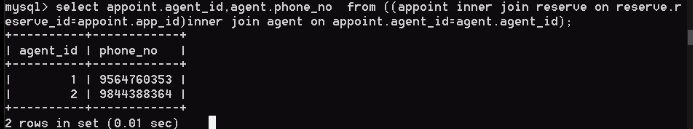 mysql> select appoint.agent_id,agent.phone_no  from ((appoint inner join reserve on reserve.r
eserve_id=appoint.app_id)inner join agent on appoint.agent_id=agent.agent_id);
+----------+------------+
| agent_id | phone_no   |
+----------+------------+
|        1 | 9564760353 |
|        2 | 9844388364 |
+----------+------------+
2 rows in set (0.01 sec)